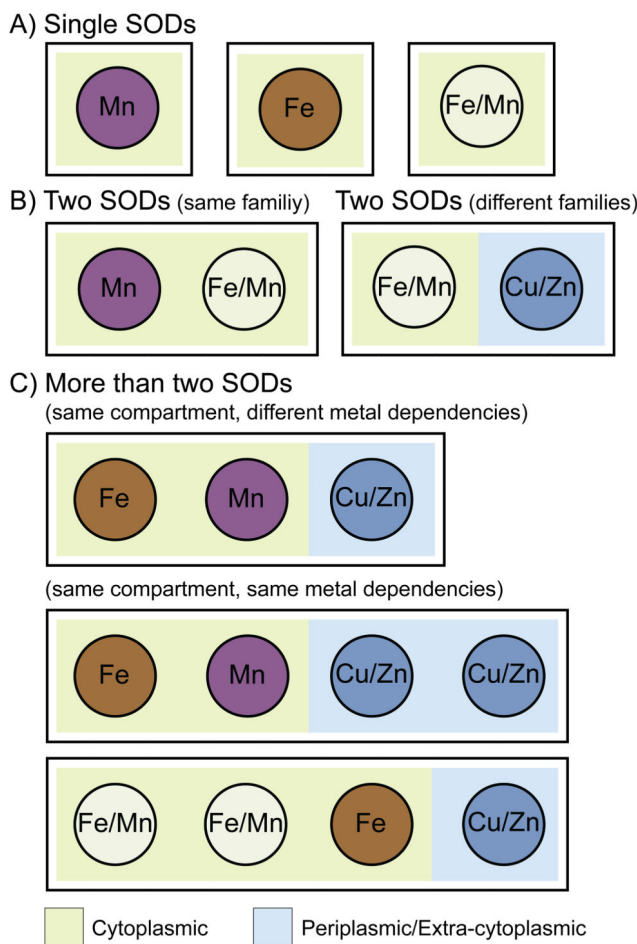 A) Single SODs
Mn
Fe
Fe/Mn
B) Two SODs (same familiy)
Two SODs (different families)
Mn
Fe/Mn
Fe/Mn
Cu/Zn
C) More than two SODs
(same compartment, different metal dependencies)
Fe
Mn
Cu/Zn
(same compartment, same metal dependencies)
Fe
Mn
Cu/Zn
Cu/Zn
Fe/Mn
Fe/Mn
Fe
Cu/Zn
Cytoplasmic
Periplasmic/Extra-cytoplasmic